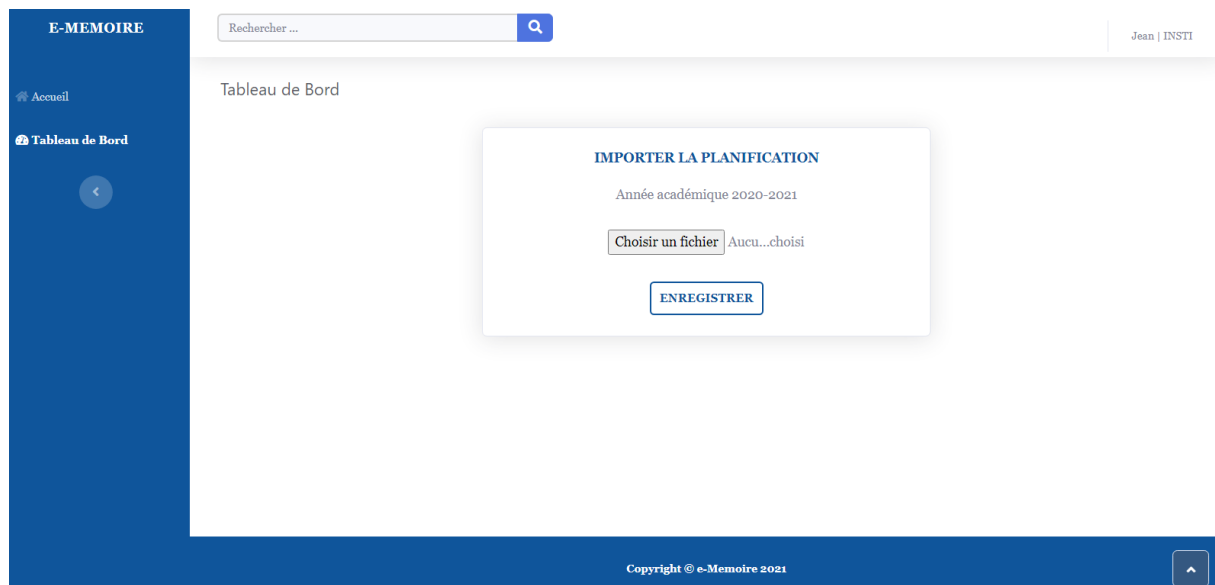 E-MEMOIRE
Rechercher ...
Jean | INSTI
Accueil
Tableau de Bord
Tableau de Bord
IMPORTER LA PLANIFICATION
Année académique 2020-2021
Choisir un fichier Aucu...choisi
ENREGISTRER
Copyright © e-Memoire 2021